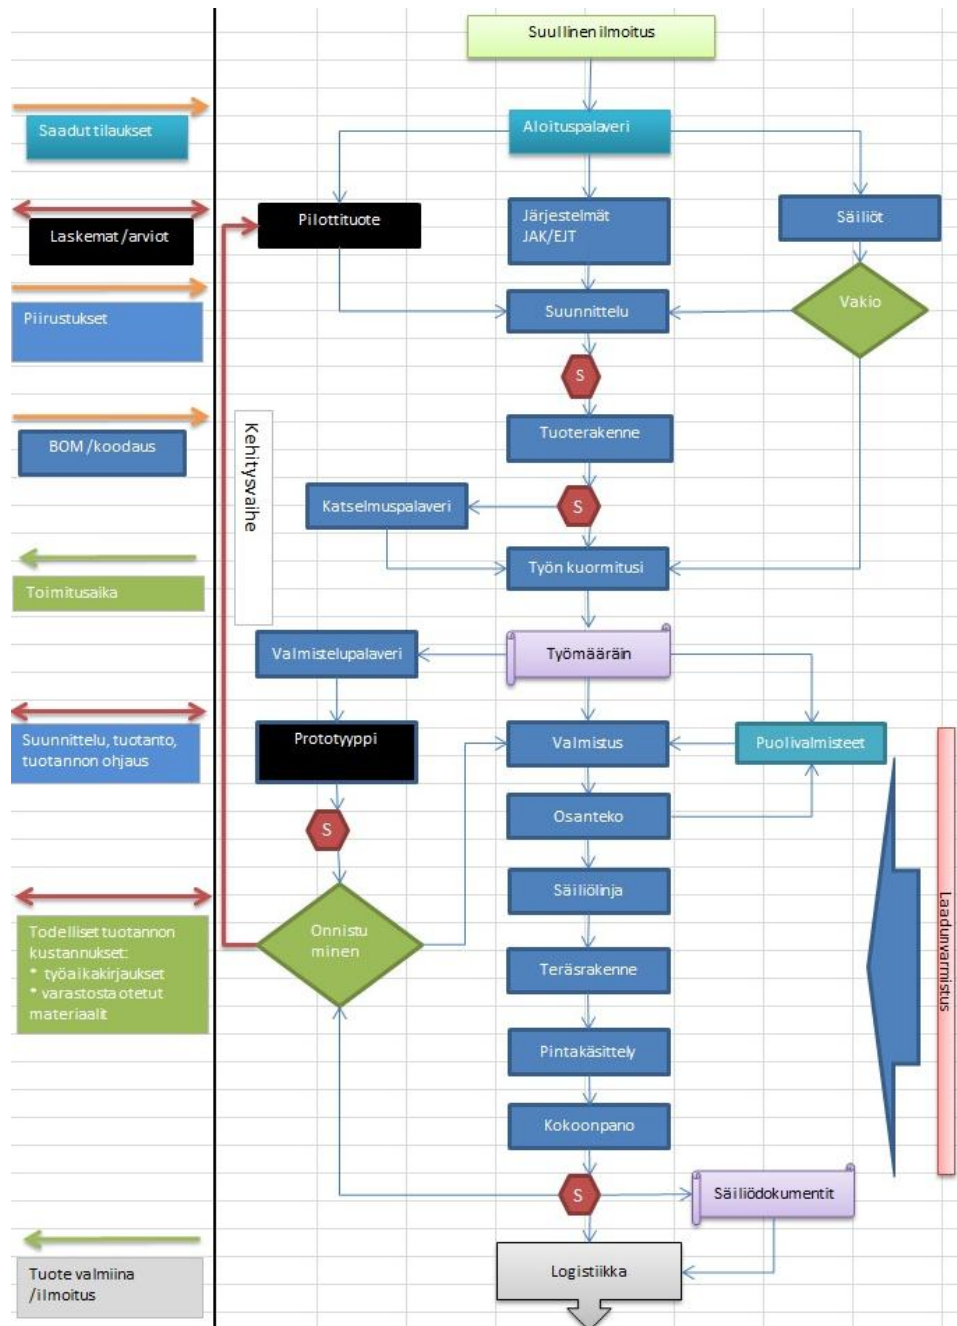 Suullinen ilmoitus
Saadut tilaukset
Aloituspalaveri
Laskemat /arviot
Pilottituote
Järjestelmät
JAK/EJT
Säiliöt
Piirustukset
Suunnittelu
Vakio
S
BOM /koodaus
Kehitysvaihe
Tuoterakenne
Katselmuspalaveri
S
Toimitusaika
Työn kuormitusi
Valmistelupalaveri
Työmääräin
Suunnittelu, tuotanto,
tuotannon ohjaus
Prototyyppi
Valmistus
Puolivalmisteet
S
Osanteko
Säiliölinja
Laadunvarmistus
Todelliset tuotannon
kustannukset:
* työaikakirjaukset
* varastosta otetut
materiaalit
Onnistu
minen
Teräsrakenne
Pintakäsittely
Kokoonpano
S
Säiliödokumentit
Tuote valmiina
/ilmoitus
Logistiikka